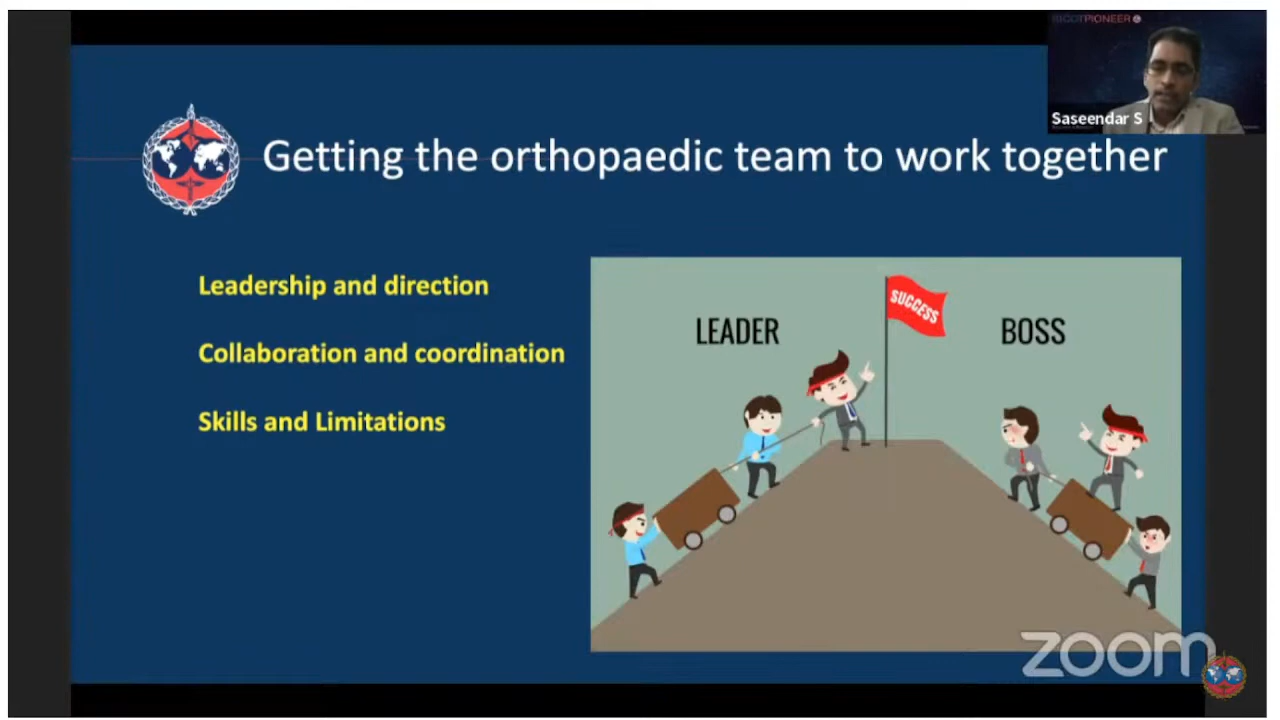 SICOTPIONEER
Saseendar S
Getting the orthopaedic team to work together
Leadership and direction
Collaboration and coordination
Skills and Limitations
LEADER
SUCCESS
BOSS
zoom